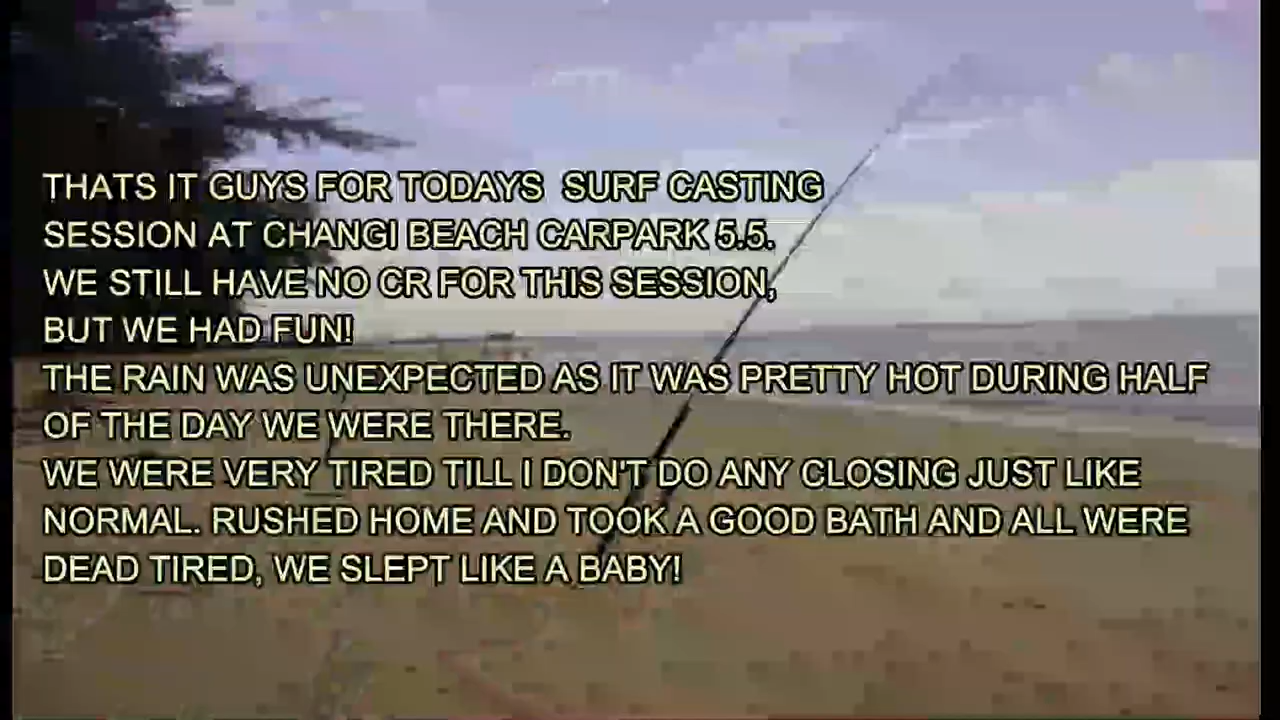 THATS IT GUYS FOR TODAYS  SURF CASTING
SESSION AT CHANGI BEACH CARPARK 5.5.
WE STILL HAVE NO CR FOR THIS SESSION,
BUT WE HAD FUN!
THE RAIN WAS UNEXPECTED AS IT WAS PRETTY HOT DURING HALF
OF THE DAY WE WERE THERE.
WE WERE VERY TIRED TILL I DON'T DO ANY CLOSING JUST LIKE
NORMAL. RUSHED HOME AND TOOK A GOOD BATH AND ALL WERE
DEAD TIRED, WE SLEPT LIKE A BABY!